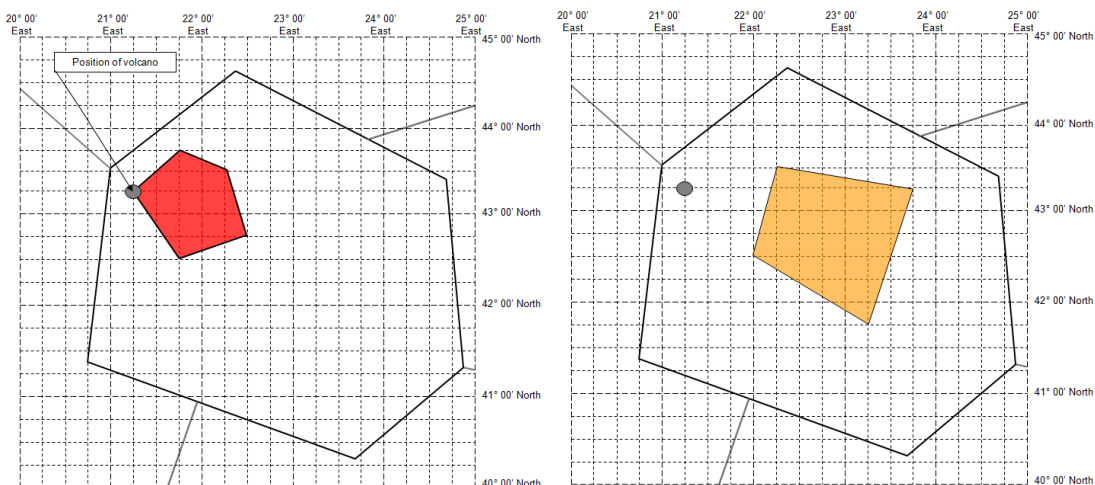 20° 00'
East
21° 00'
East
22° 00'
East
23° 00'
East
24° 00'
East
25° 00'
East
45° 00' North
Position of volcano
44° 00' North
43° 00' North
42° 00' North
41° 00' North
40° 00' North
20° 00'
East
21° 00'
East
22° 00'
East
23° 00'
East
24° 00'
East
25° 00'
East
45° 00' North
44° 00' North
43° 00' North
42° 00' North
41° 00' North
40° 00' North